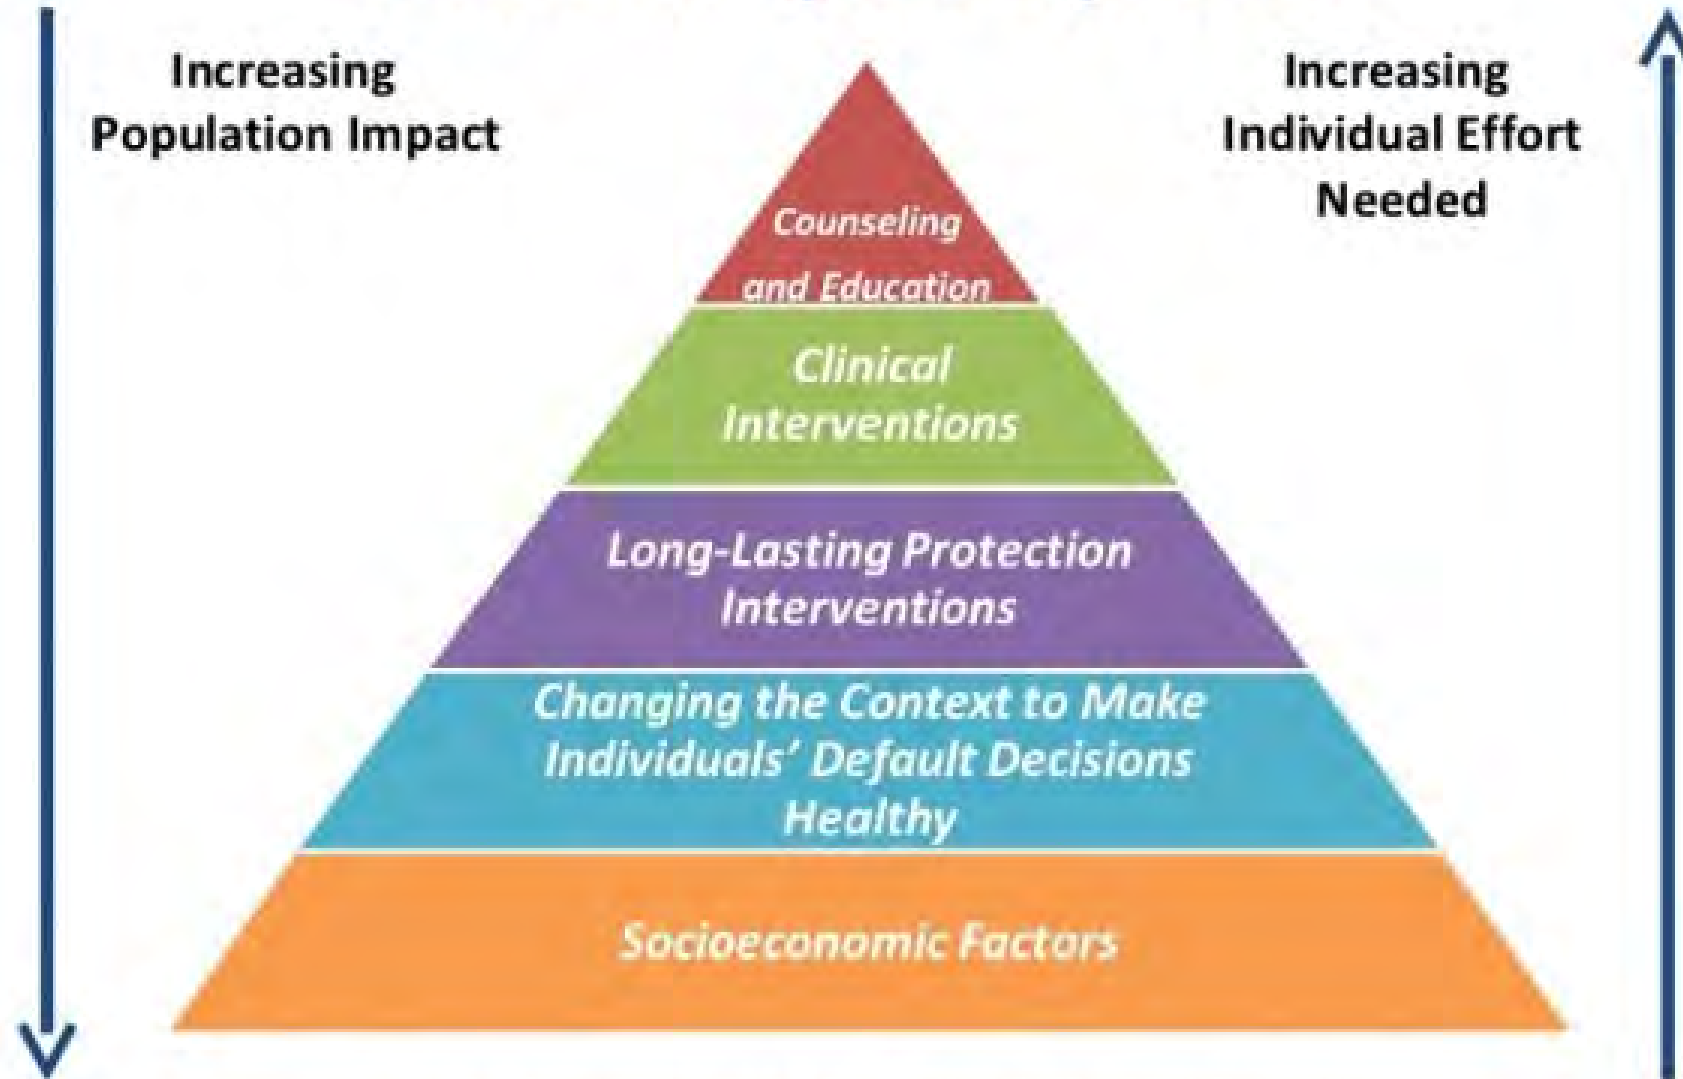 Increasing
Population Impact
Increasing
Individual Effort
Needed
Counseling
and Education
Clinical
Interventions
Long-Lasting Protection
Interventions
Changing the Context to Make
Individuals’ Default Decisions
Healthy
Socioeconomic Factors